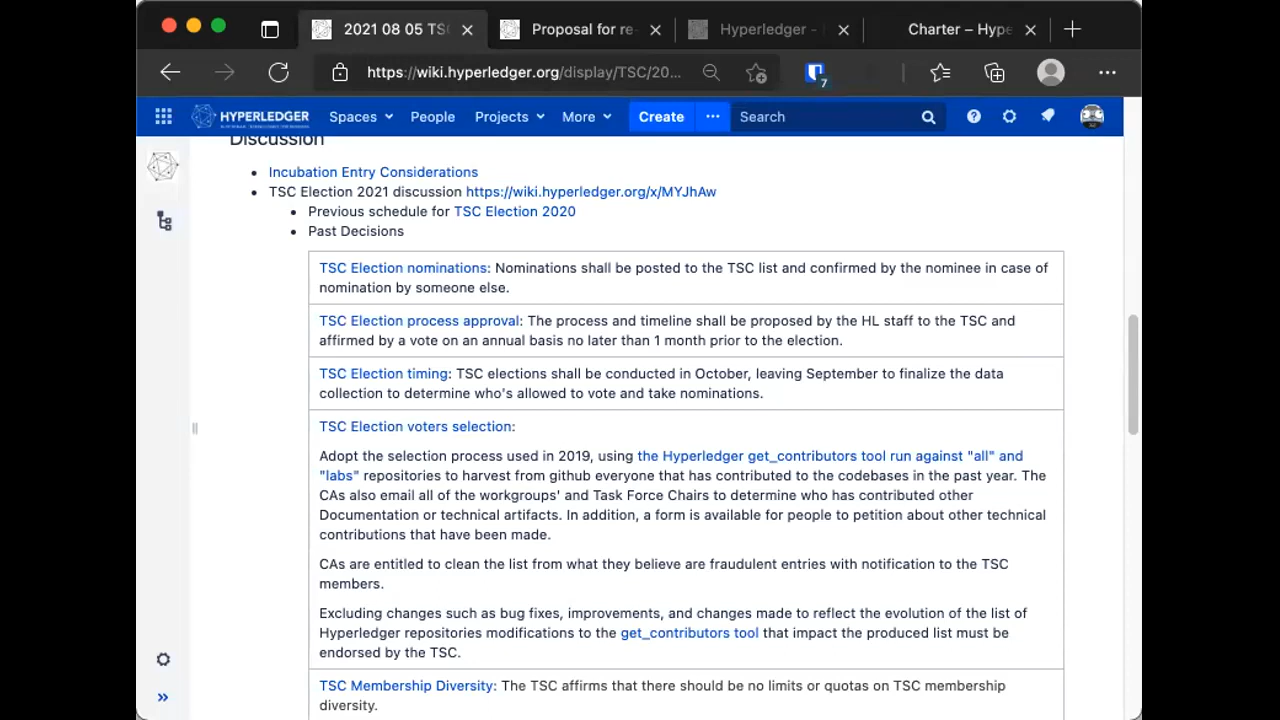 2021 08 05 TSC
Proposal for re
Hyperledger -
Charter – Hype
https://wiki.hyperledger.org/display/TSC/20...
7
HYPERLEDGER
Spaces
People
Projects
More
Create
Search
Discussion
Incubation Entry Considerations
TSC Election 2021 discussion https://wiki.hyperledger.org/x/MYJhAw
Previous schedule for TSC Election 2020
Past Decisions
TSC Election nominations: Nominations shall be posted to the TSC list and confirmed by the nominee in case of
nomination by someone else.
TSC Election process approval: The process and timeline shall be proposed by the HL staff to the TSC and
affirmed by a vote on an annual basis no later than 1 month prior to the election.
TSC Election timing: TSC elections shall be conducted in October, leaving September to finalize the data
collection to determine who's allowed to vote and take nominations.
TSC Election voters selection:
Adopt the selection process used in 2019, using the Hyperledger get_contributors tool run against "all" and
"labs" repositories to harvest from github everyone that has contributed to the codebases in the past year. The
CAs also email all of the workgroups' and Task Force Chairs to determine who has contributed other
Documentation or technical artifacts. In addition, a form is available for people to petition about other technical
contributions that have been made.
CAs are entitled to clean the list from what they believe are fraudulent entries with notification to the TSC
members.
Excluding changes such as bug fixes, improvements, and changes made to reflect the evolution of the list of
Hyperledger repositories modifications to the get_contributors tool that impact the produced list must be
endorsed by the TSC.
TSC Membership Diversity: The TSC affirms that there should be no limits or quotas on TSC membership
diversity.